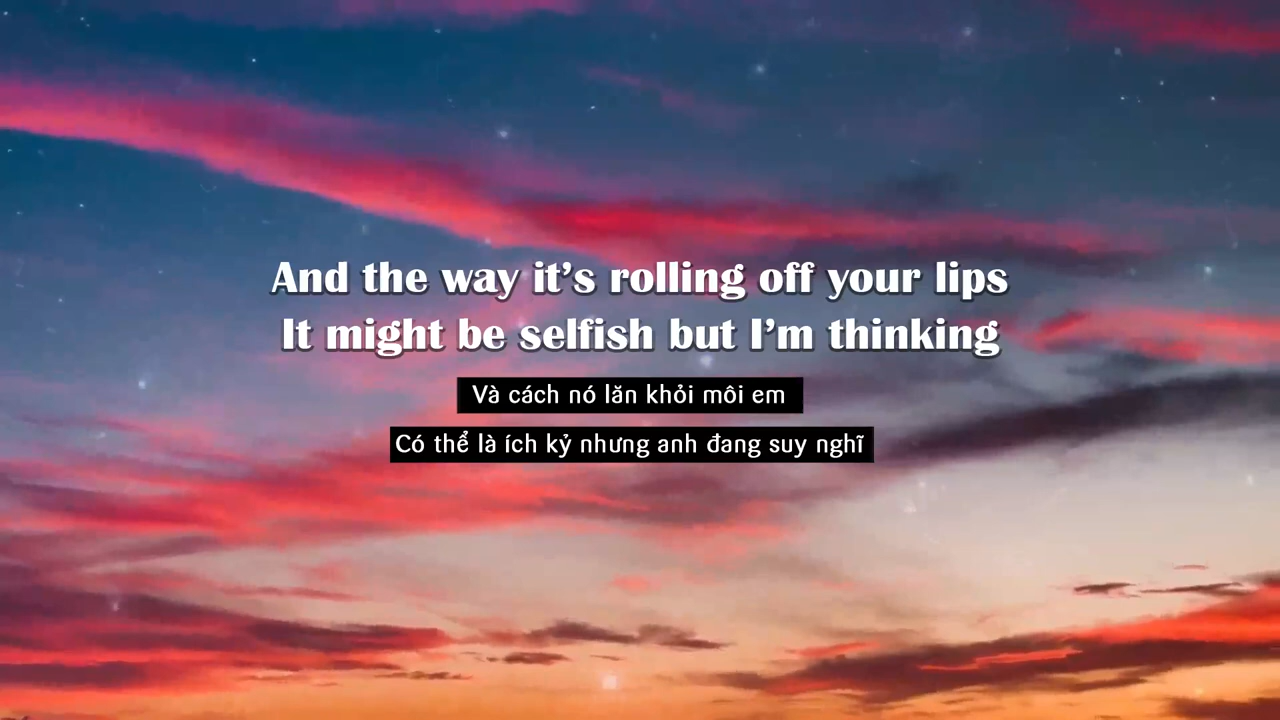 And the way it’s rolling off your lips
It might be selfish but I’m thinking
Và cách nó lăn khỏi môi em
Có thể là ích kỷ nhưng anh đang suy nghĩ